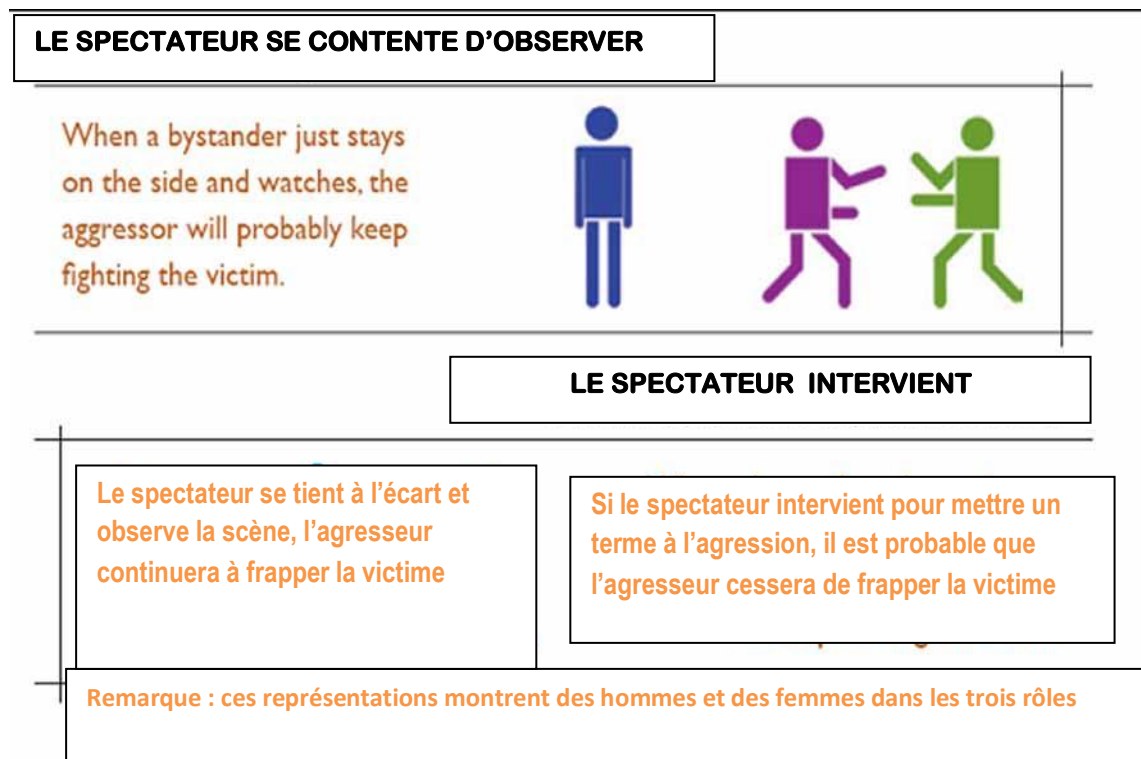 LE SPECTATEUR SE CONTENTE D’OBSERVER
When a bystander just stays
on the side and watches, the
aggressor will probably keep
fighting the victim.
LE SPECTATEUR INTERVIENT
Le spectateur se tient à l’écart et
observe la scène, l’agresseur
continuera à frapper la victime
Si le spectateur intervient pour mettre un
terme à l’agression, il est probable que
l’agresseur cessera de frapper la victime
Remarque : ces représentations montrent des hommes et des femmes dans les trois rôles